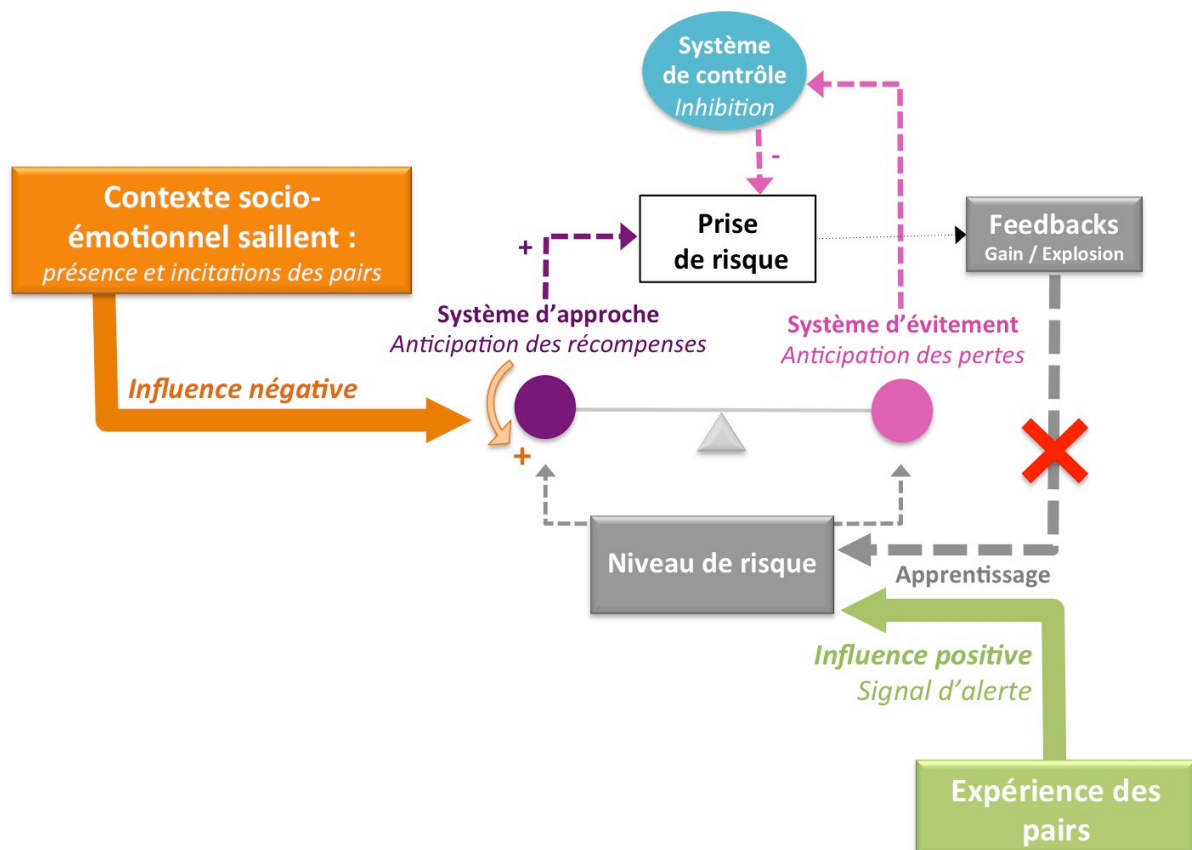 Système
de contrôle
Inhibition
-
Contexte socio-
émotionnel saillent :
présence et incitations des pairs
Prise
de risque
Feedbacks
Gain / Explosion
+
Système d'approche
Anticipation des récompenses
Système d'évitement
Anticipation des pertes
Influence négative
+
Niveau de risque
Apprentissage
Influence positive
Signal d'alerte
Expérience des
pairs